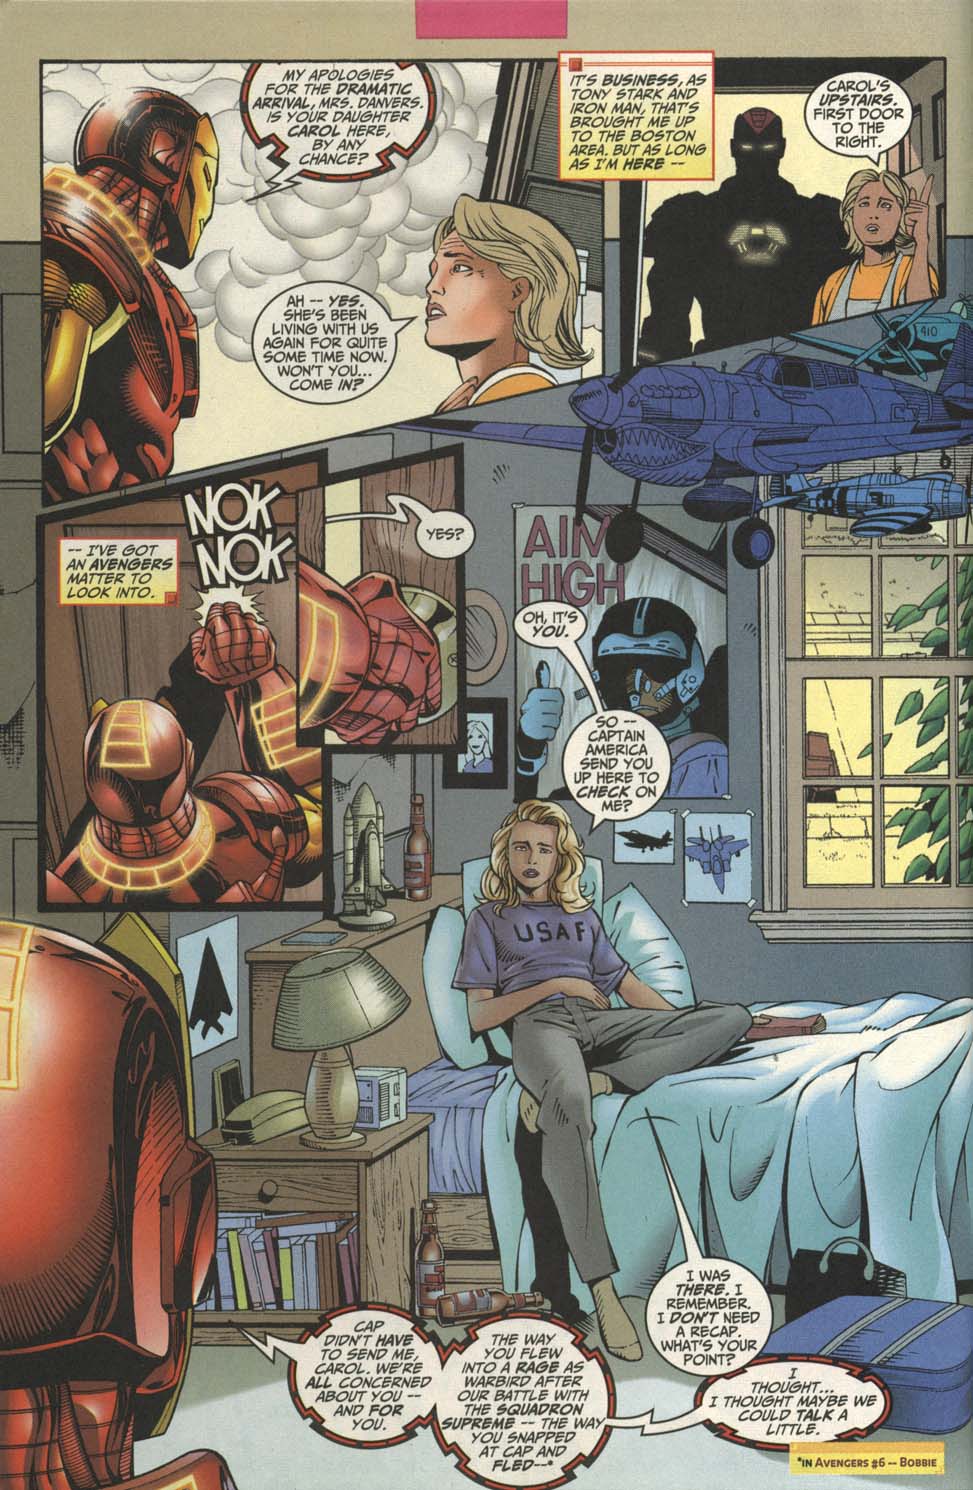 MY APOLOGIES
FOR THE DRAMATIC
ARRIVAL, MRS. DANVERS.
IS YOUR DAUGHTER
CAROL HERE,
BY ANY
CHANCE?
AH -- YES.
SHE'S BEEN
LIVING WITH US
AGAIN FOR QUITE
SOME TIME NOW.
WON'T YOU...
COME IN?
IT'S BUSINESS, AS
TONY STARK AND
IRON MAN, THAT'S
BROUGHT ME UP
TO THE BOSTON
AREA. BUT AS LONG
AS I'M HERE --
CAROL'S
UPSTAIRS.
FIRST DOOR
TO THE
RIGHT.
410
-- I'VE GOT
AN AVENGERS
MATTER TO
LOOK INTO.
NOK
NOK
YES?
AIM
HIGH
OH, IT'S
YOU.
SO --
CAPTAIN
AMERICA
SEND YOU
UP HERE TO
CHECK ON
ME?
USAF
I WAS
THERE. I
REMEMBER.
I DON'T NEED
A RECAP.
WHAT'S YOUR
POINT?
CAP
DIDN'T HAVE
TO SEND ME,
CAROL. WE'RE
ALL CONCERNED
ABOUT YOU --
AND FOR
YOU.
THE WAY
YOU FLEW
INTO A RAGE AS
WARBIRD AFTER
OUR BATTLE WITH
THE SQUADRON
SUPREME -- THE WAY
YOU SNAPPED
AT CAP AND
FLED--*
I
THOUGHT...
I THOUGHT MAYBE WE
COULD TALK A
LITTLE.
*IN AVENGERS #6 -- BOBBIE